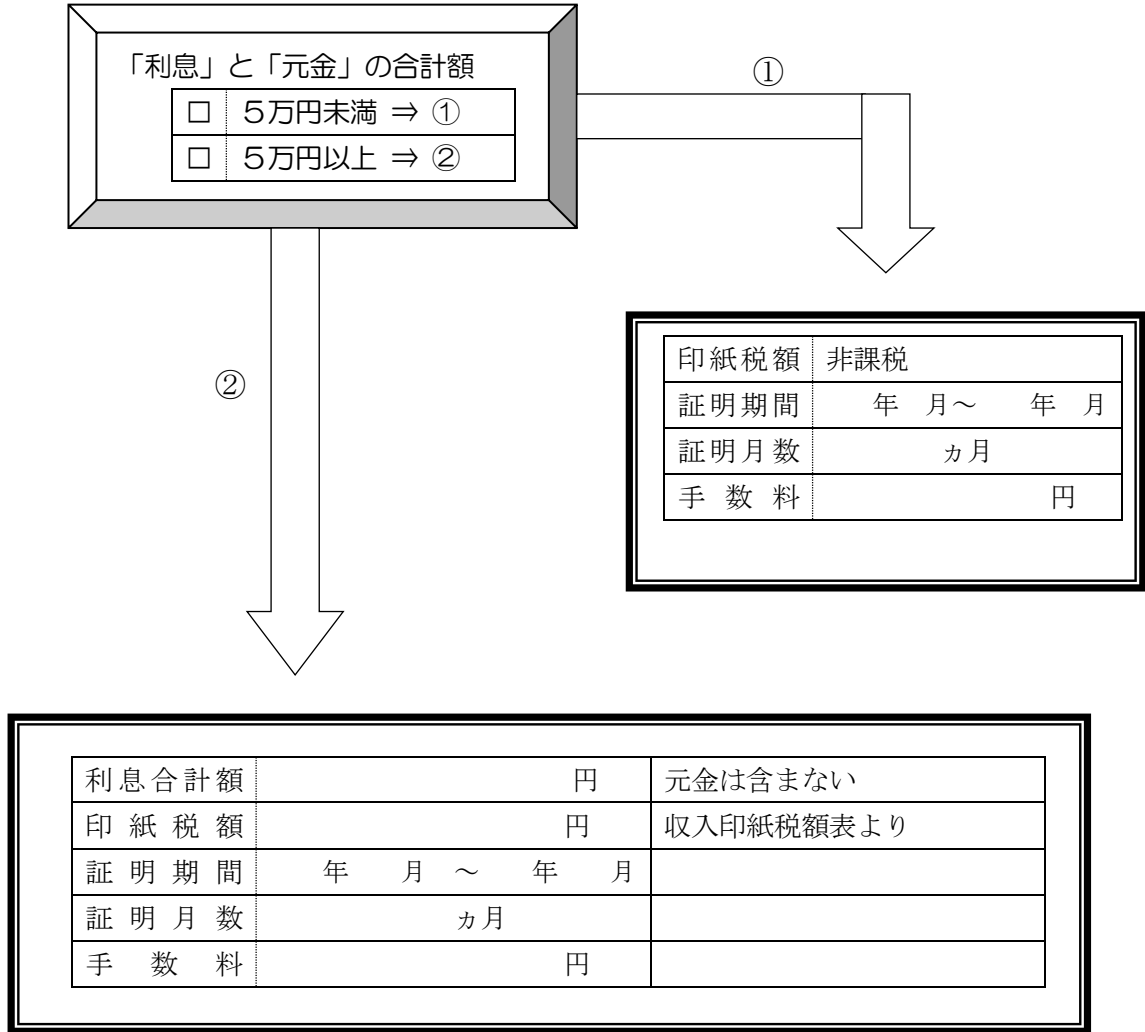 「利息」と「元金」の合計額
□ 5万円未満 ⇒ ①
□ 5万円以上 ⇒ ②
①
②
印紙税額 非課税
証明期間 年 月～ 年 月
証明月数 ヵ月
手数料 円
利息合計額 円 元金は含まない
印紙税額 円 収入印紙税額表より
証明期間 年 月 ～ 年 月
証明月数 ヵ月
手数料 円